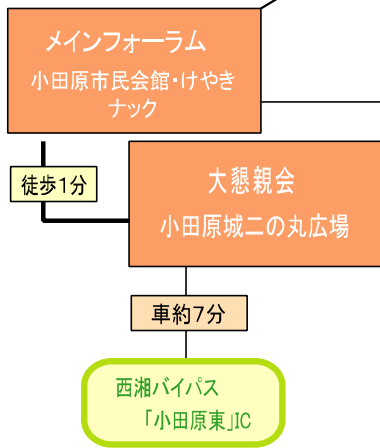 メインフォーラム
小田原市民会館・けやき
ナック
徒歩1分
大懇親会
小田原城二の丸広場
車約7分
西湘バイパス
「小田原東」IC